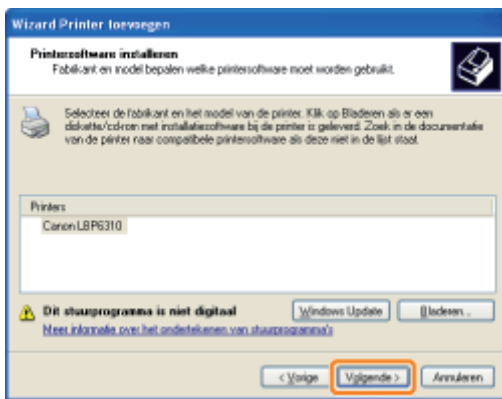 Wizard Printer toevoegen
Printersoftware installeren
Fabrikant en model bepalen welke printersoftware moet worden gebruikt.
Selecteer de fabrikant en het model van de printer. Klik op Bladeren als er een
diskette/cd-rom met installatiesoftware bij de printer is geleverd. Zoek in de documentatie
van de printer naar compatibele printersoftware als deze niet in de lijst staat.
Printers
Canon LBP6310
Dit stuurprogramma is niet digitaal
Windows Update
Bladeren...
Meer informatie over het ondertekenen van stuurprogramma's
< Vorige
Volgende >
Annuleren